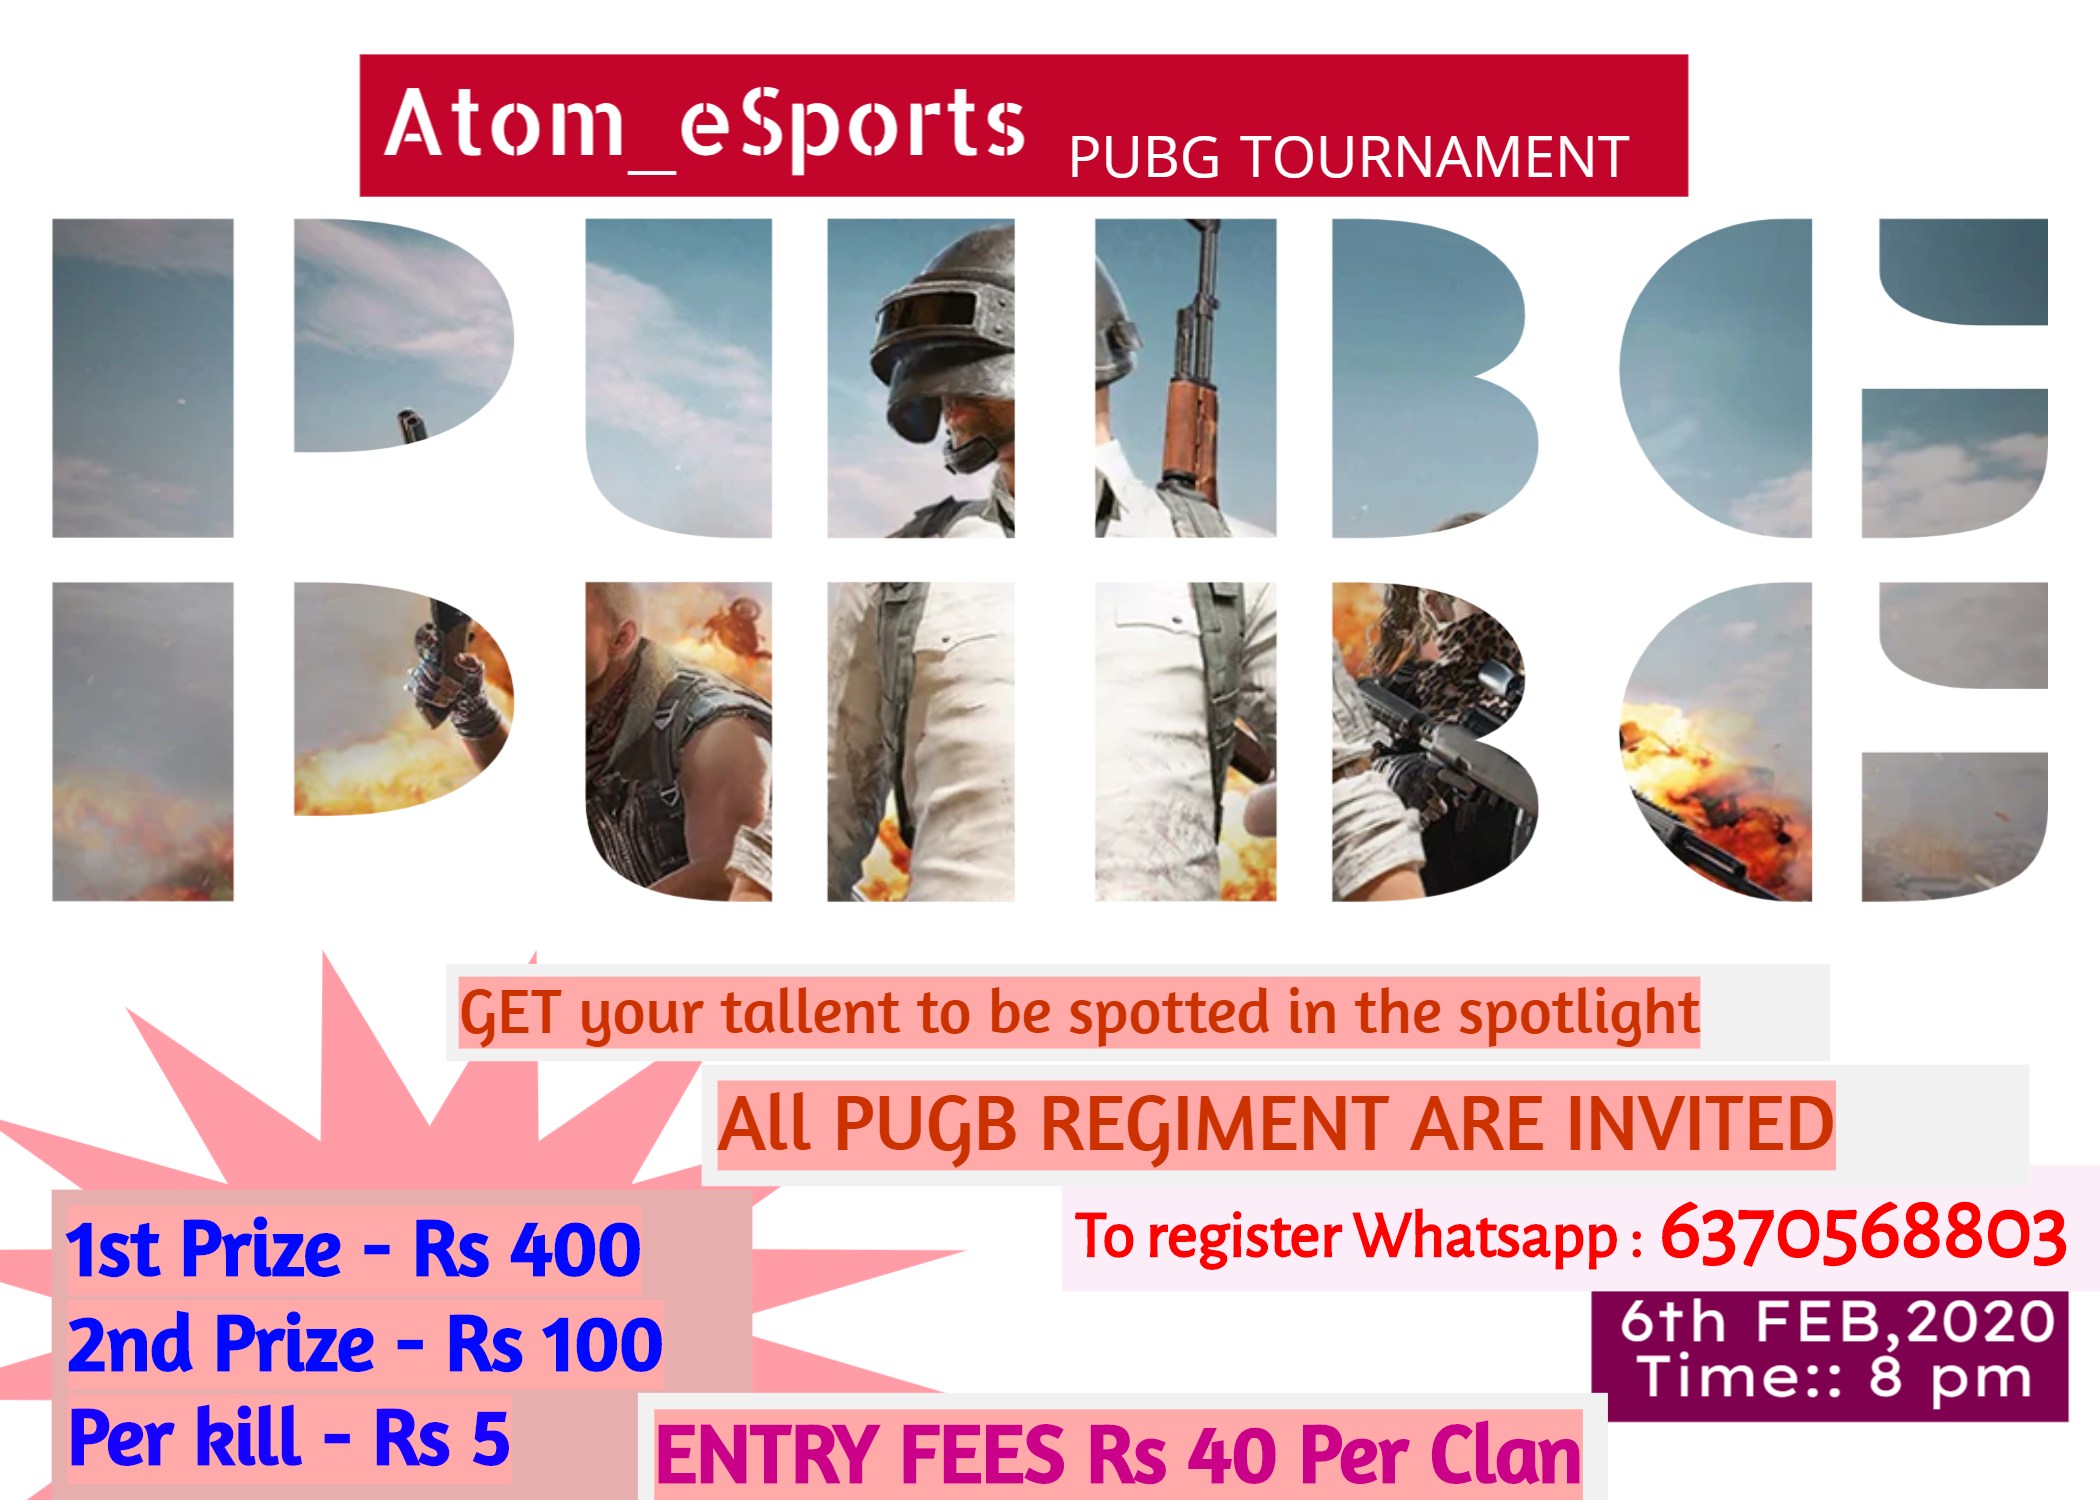 Atom_eSports PUBG TOURNAMENT
PUBG
PUBG
GET your tallent to be spotted in the spotlight
All PUGB REGIMENT ARE INVITED
1st Prize - Rs 400
2nd Prize - Rs 100
Per kill - Rs 5
To register Whatsapp : 6370568803
6th FEB,2020
Time:: 8 pm
ENTRY FEES Rs 40 Per Clan